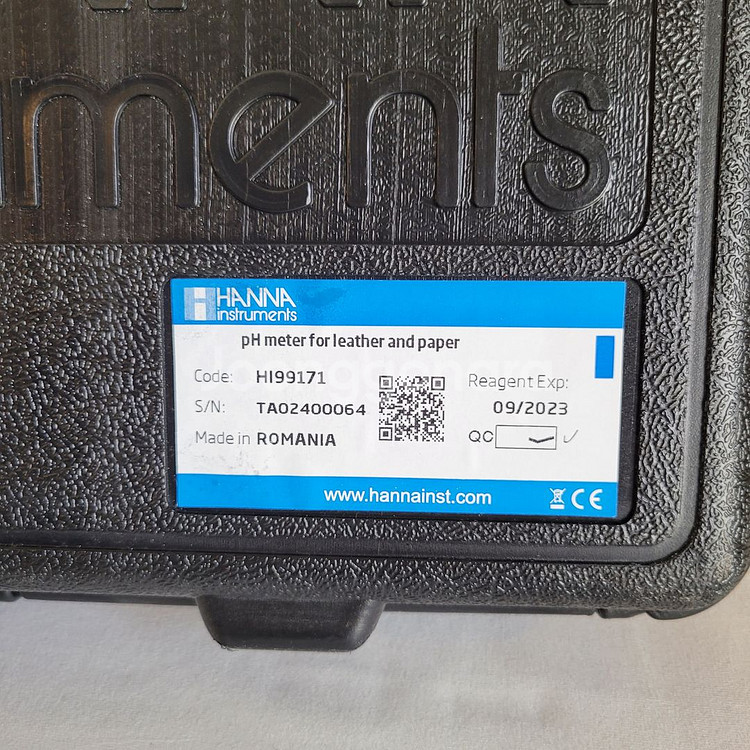 ments
HANNA
instruments
pH meter for leather and paper
Code: HI99171
S/N: TA02400064
Made in ROMANIA
Reagent Exp:
09/2023
QC
www.hannainst.com
CE